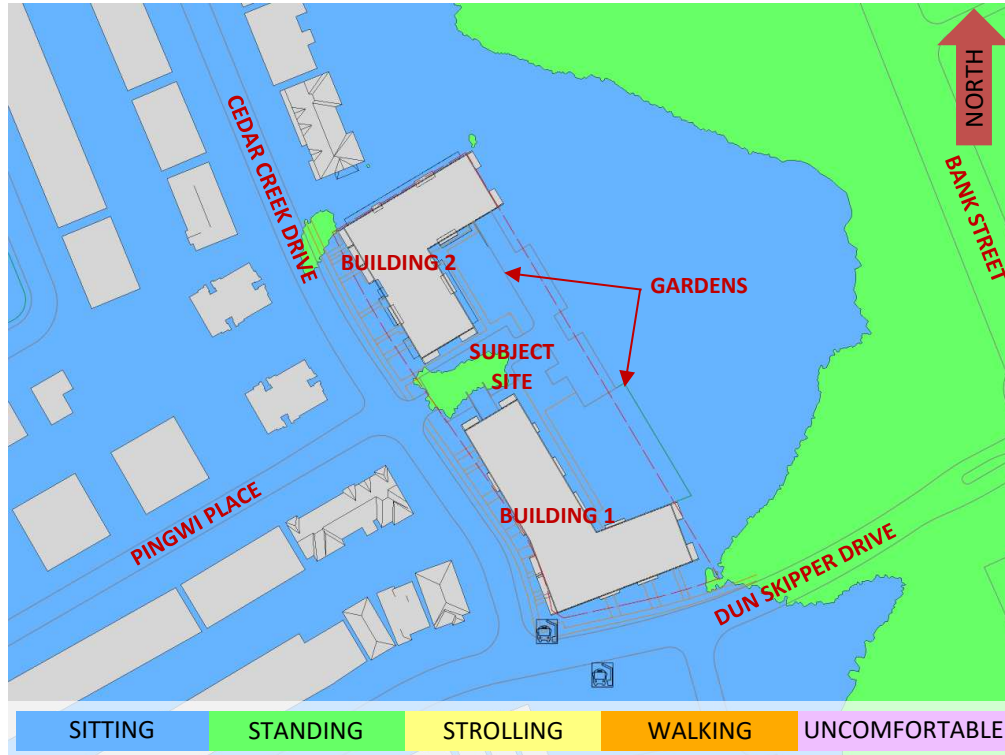 NORTH
CEDAR CREEK DRIVE
BANK STREET
BUILDING 2
GARDENS
SUBJECT
SITE
PINGWI PLACE
BUILDING 1
DUN SKIPPER DRIVE
SITTING
STANDING
STROLLING
WALKING
UNCOMFORTABLE